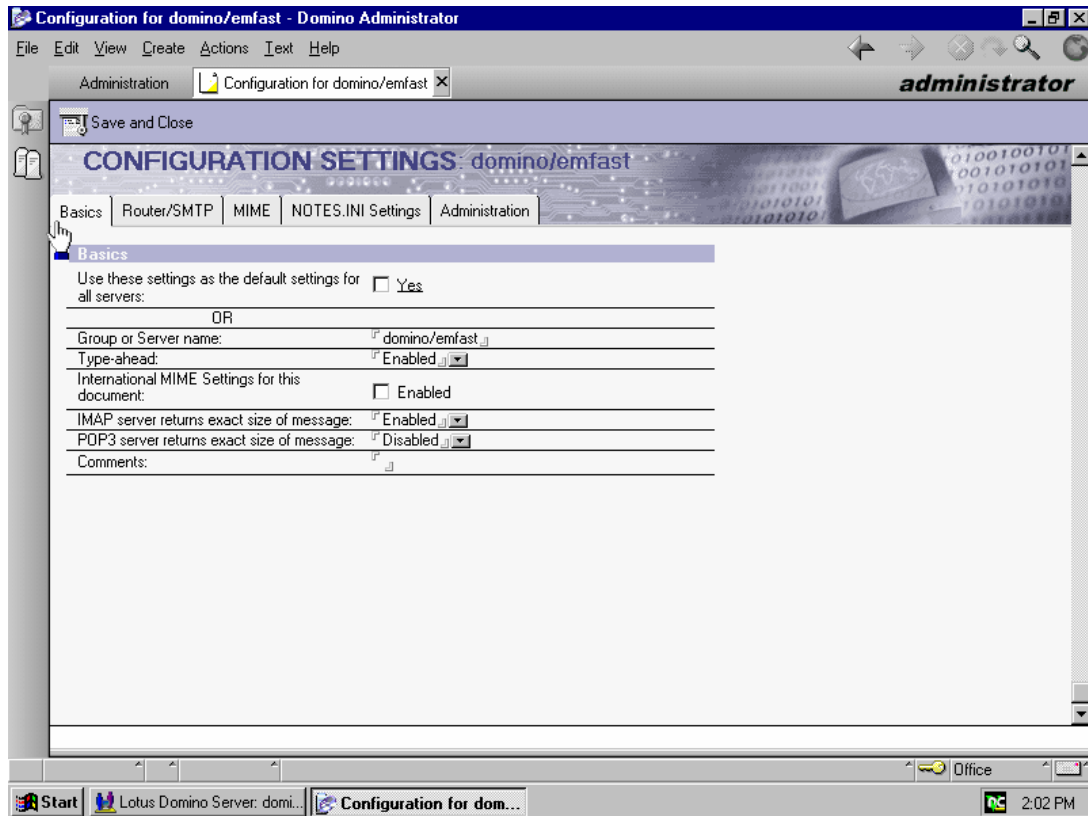 Configuration for domino/emfast - Domino Administrator
File Edit View Create Actions Text Help
Administration Configuration for domino/emfast administrator
Save and Close
CONFIGURATION SETTINGS: domino/emfast
Basics Router/SMTP MIME NOTES.INI Settings Administration
Basics
Use these settings as the default settings for
all servers: Yes
OR
Group or Server name: domino/emfast
Type-ahead: Enabled
International MIME Settings for this
document: Enabled
IMAP server returns exact size of message: Enabled
POP3 server returns exact size of message: Disabled
Comments:
Office
Start Lotus Domino Server: domi... Configuration for dom... 2:02 PM